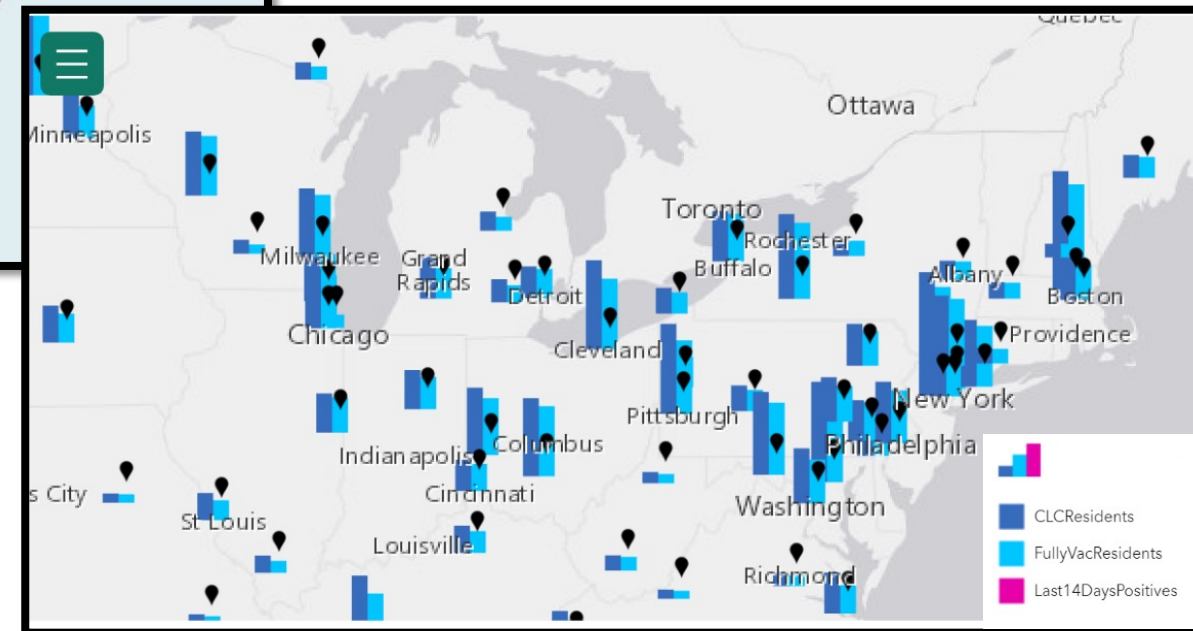 Quebec
Ottawa
Minneapolis
Toronto
Rochester
Milwaukee
Grand
Rapids
Buffalo
Albany
Detroit
Boston
Chicago
Cleveland
Providence
New York
Pittsburgh
Indianapolis
Columbus
Philadelphia
s City
Cincinnati
St Louis
Washington
Louisville
Richmond
CLCResidents
FullyVacResidents
Last14DaysPositives